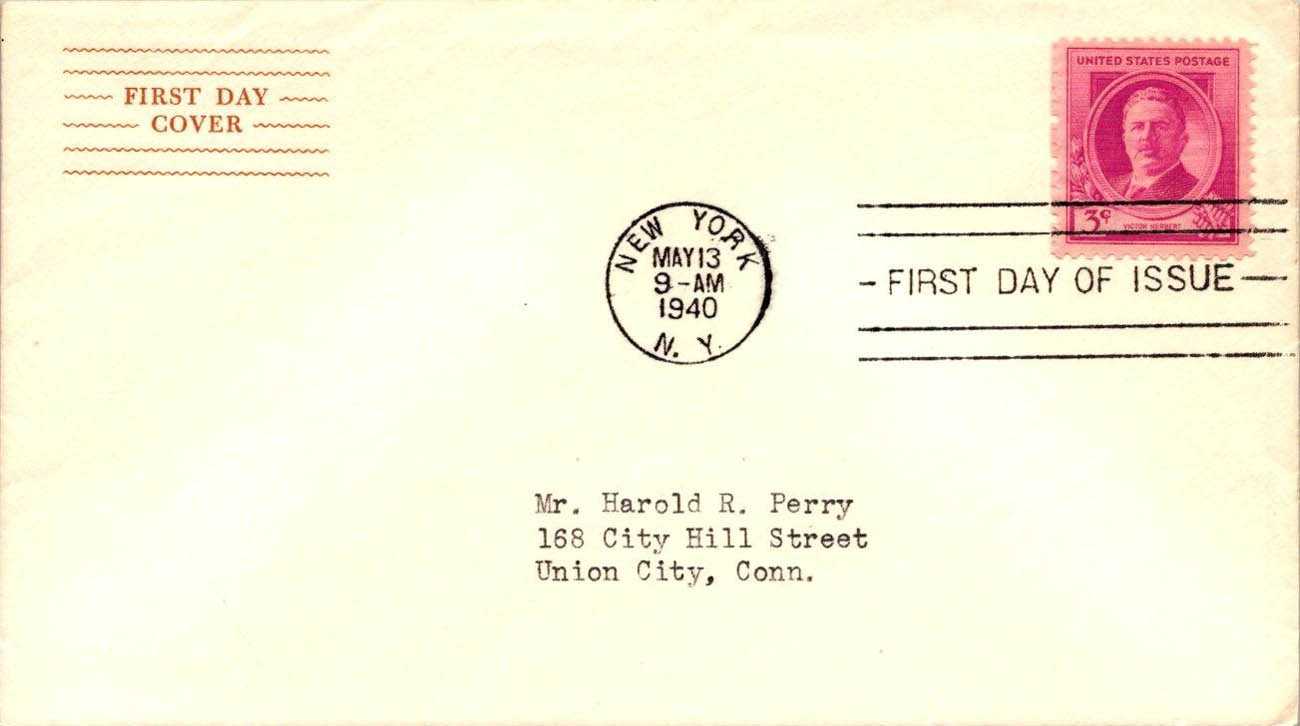 FIRST DAY
COVER
UNITED STATES POSTAGE
3¢
VICTOR HERBERT
NEW YORK
MAY 13
9-AM
1940
N. Y.
- FIRST DAY OF ISSUE -
Mr. Harold R. Perry
168 City Hill Street
Union City, Conn.